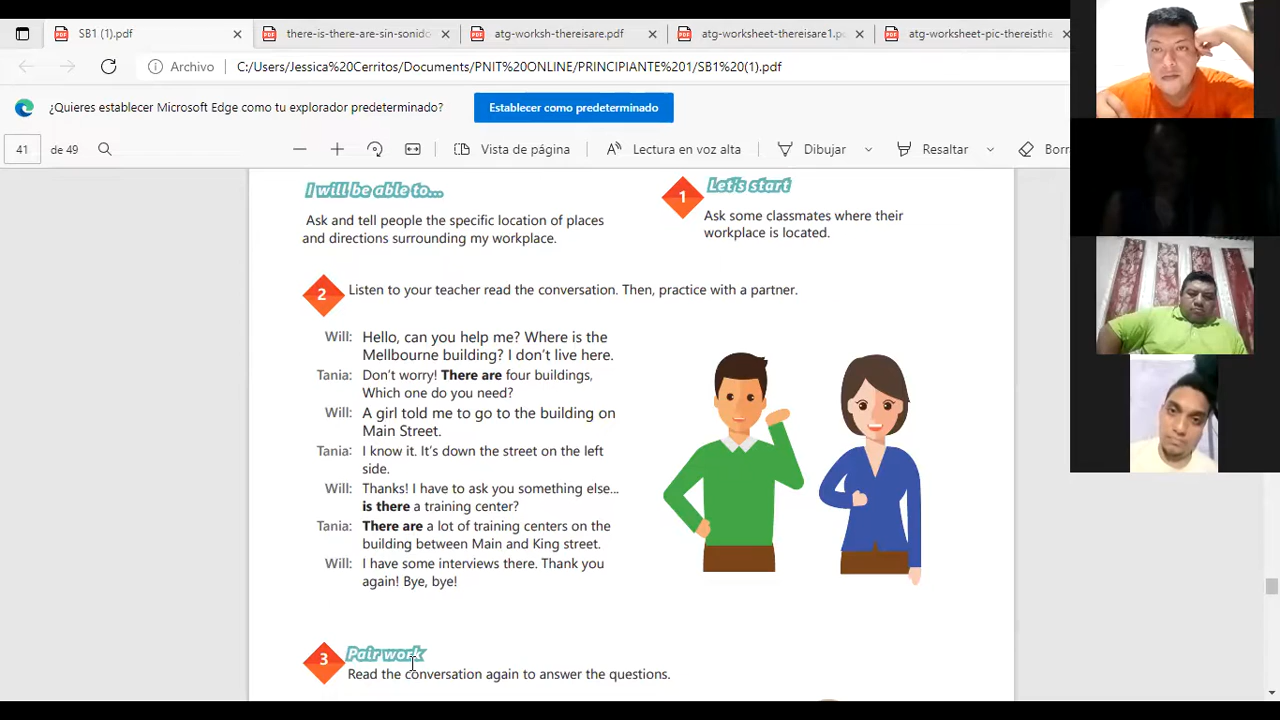 SB1 (1).pdf
there-is-there-are-sin-sonido
atg-worksh-thereisare.pdf
atg-worksheet-thereisare1.p
atg-worksheet-pic-thereisthe
Archivo
C:/Users/Jessica%20Cerritos/Documents/PNIT%20ONLINE/PRINCIPIANTE%201/SB1%20(1).pdf
¿Quieres establecer Microsoft Edge como tu explorador predeterminado?
Establecer como predeterminado
41
de 49
Vista de página
Lectura en voz alta
Dibujar
Resaltar
Borr
I will be able to...
Ask and tell people the specific location of places
and directions surrounding my workplace.
1
Let's start
Ask some classmates where their
workplace is located.
2
Listen to your teacher read the conversation. Then, practice with a partner.
Will: Hello, can you help me? Where is the
Mellbourne building? I don't live here.
Tania: Don't worry! There are four buildings,
Which one do you need?
Will: A girl told me to go to the building on
Main Street.
Tania: I know it. It's down the street on the left
side.
Will: Thanks! I have to ask you something else...
is there a training center?
Tania: There are a lot of training centers on the
building between Main and King street.
Will: I have some interviews there. Thank you
again! Bye, bye!
3
Pair work
Read the conversation again to answer the questions.